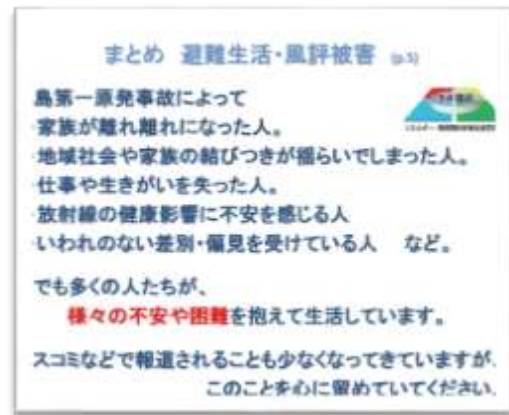 まとめ 避難生活・風評被害 (p.5)
島第一原発事故によって
家族が離れ離れになった人。
地域社会や家族の結びつきが揺らいでしまった人。
仕事や生きがいを失った人。
放射線の健康影響に不安を感じる人
いわれのない差別・偏見を受けている人 など。
でも多くの人たちが、
様々の不安や困難を抱えて生活しています。
スコミなどで報道されることも少なくなってきていますが、
このことを心に留めていてください。